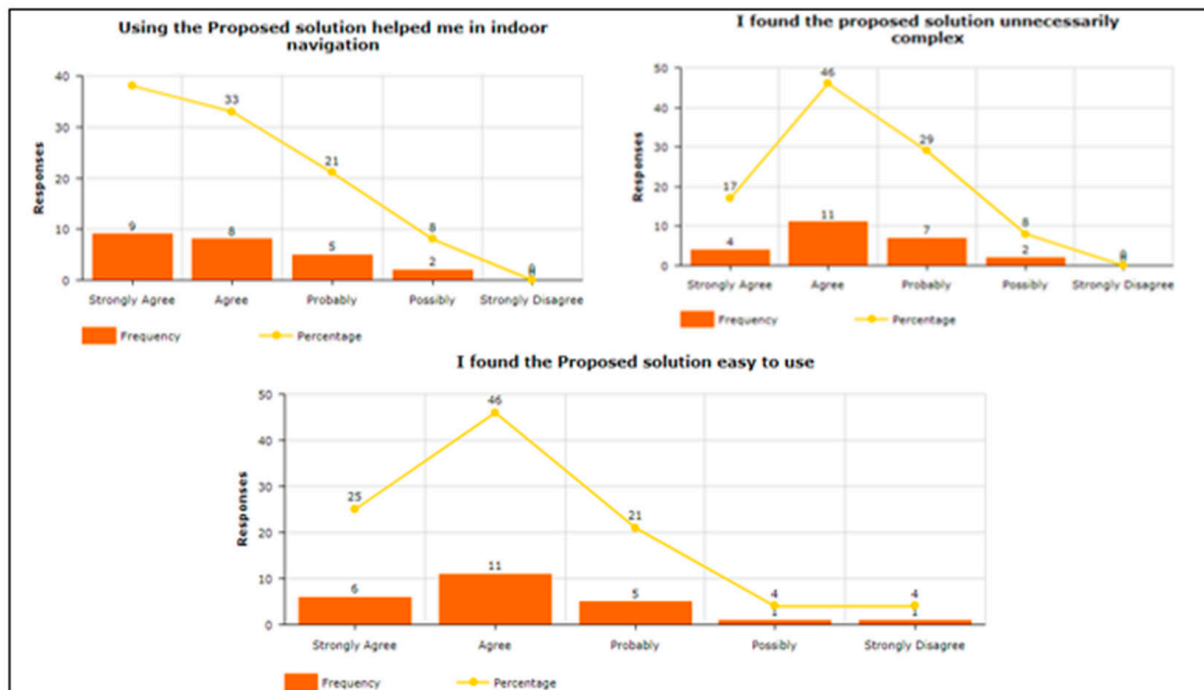 Using the Proposed solution helped me in indoor
navigation
40
30
20
10
0
Responses
33
21
8
9
8
5
2
0
Strongly Agree
Agree
Probably
Possibly
Strongly Disagree
Frequency
Percentage
I found the proposed solution unnecessarily
complex
50
40
30
20
10
0
Responses
46
17
29
8
4
11
7
2
0
Strongly Agree
Agree
Probably
Possibly
Strongly Disagree
Frequency
Percentage
I found the Proposed solution easy to use
50
40
30
20
10
0
Responses
25
46
21
4
4
6
11
5
1
1
Strongly Agree
Agree
Probably
Possibly
Strongly Disagree
Frequency
Percentage